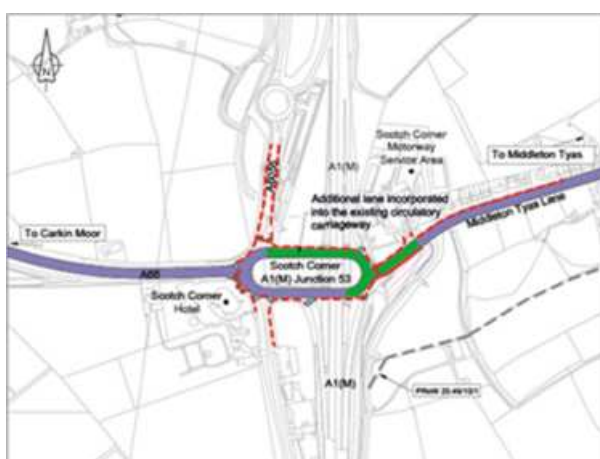 N
A1(M)
Scotch Corner
Motorway
Service Area
To Middleton Tyas
Additional lane incorporated
into the existing circulatory
carriageway
Middleton Tyas Lane
To Carkin Moor
A66
Scotch Corner
A1(M) Junction 53
Scotch Corner
Hotel
A1(M)